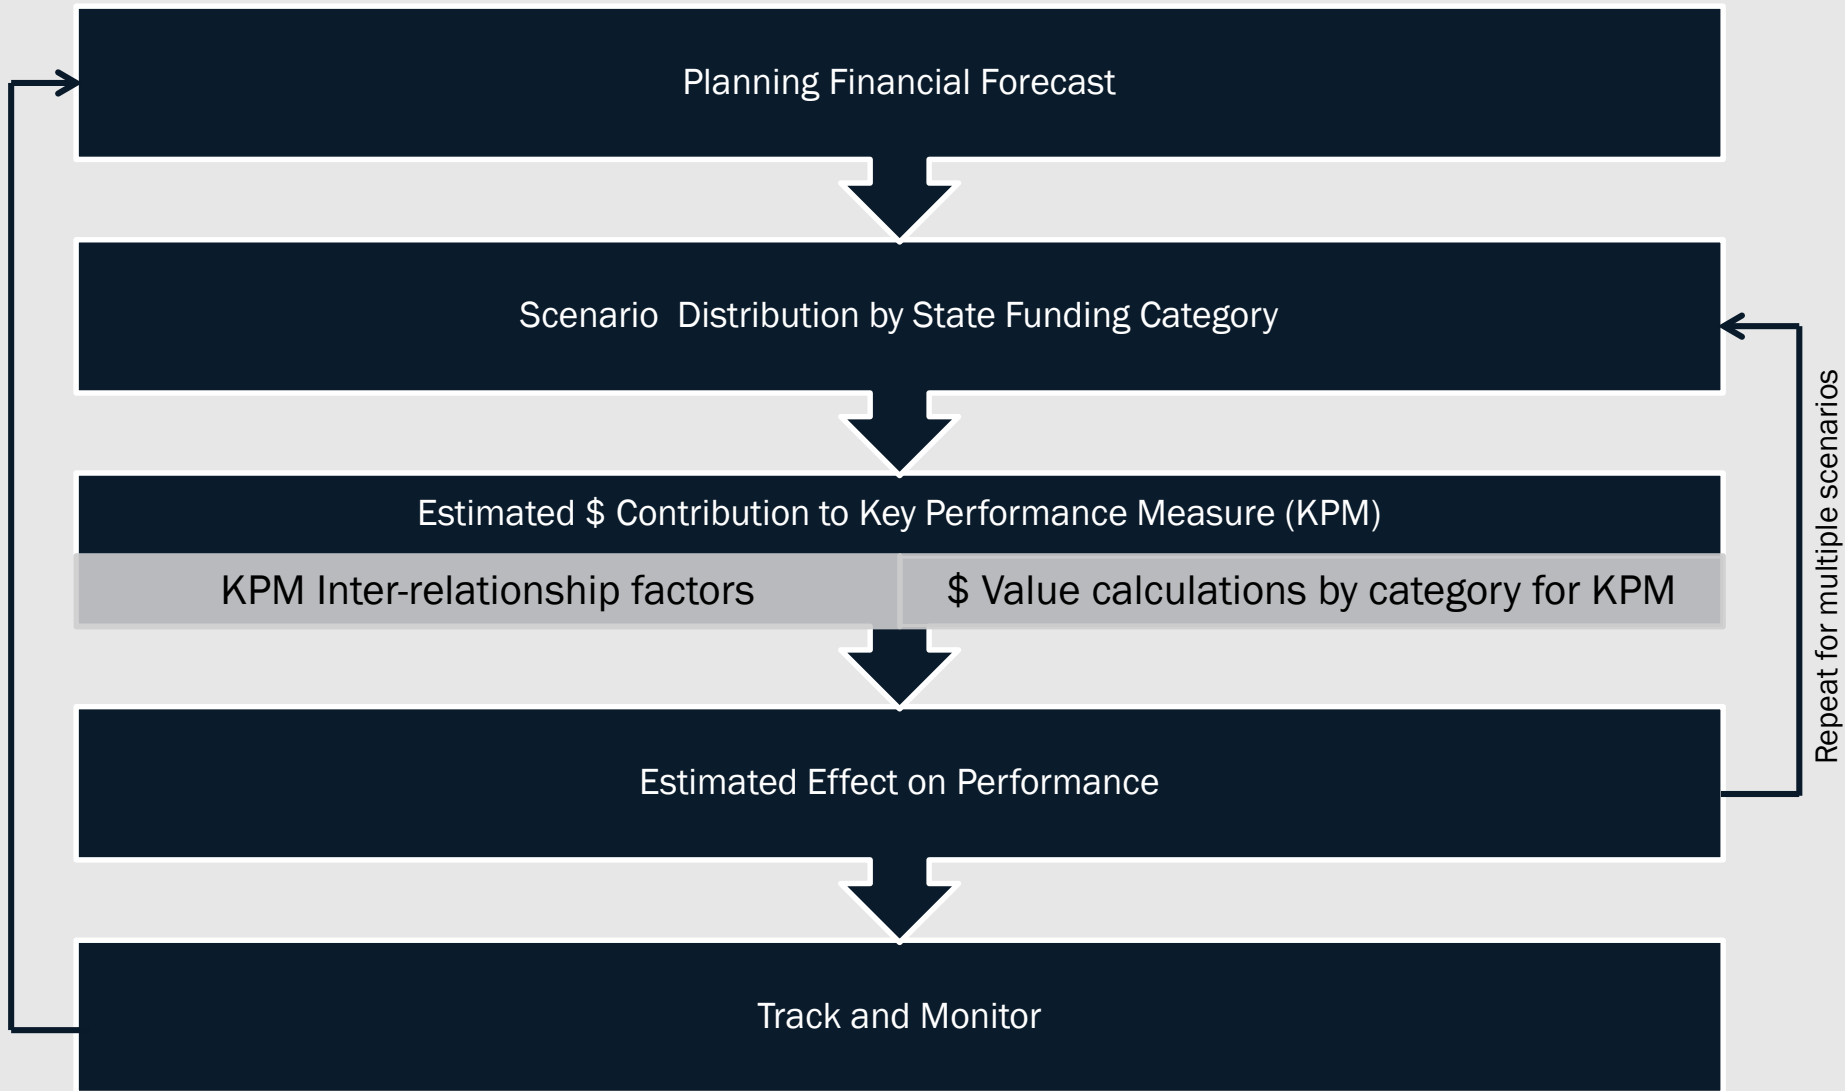 Planning Financial Forecast
Scenario  Distribution by State Funding Category
Estimated $ Contribution to Key Performance Measure (KPM)
KPM Inter-relationship factors
$ Value calculations by category for KPM
Estimated Effect on Performance
Track and Monitor
Repeat for multiple scenarios